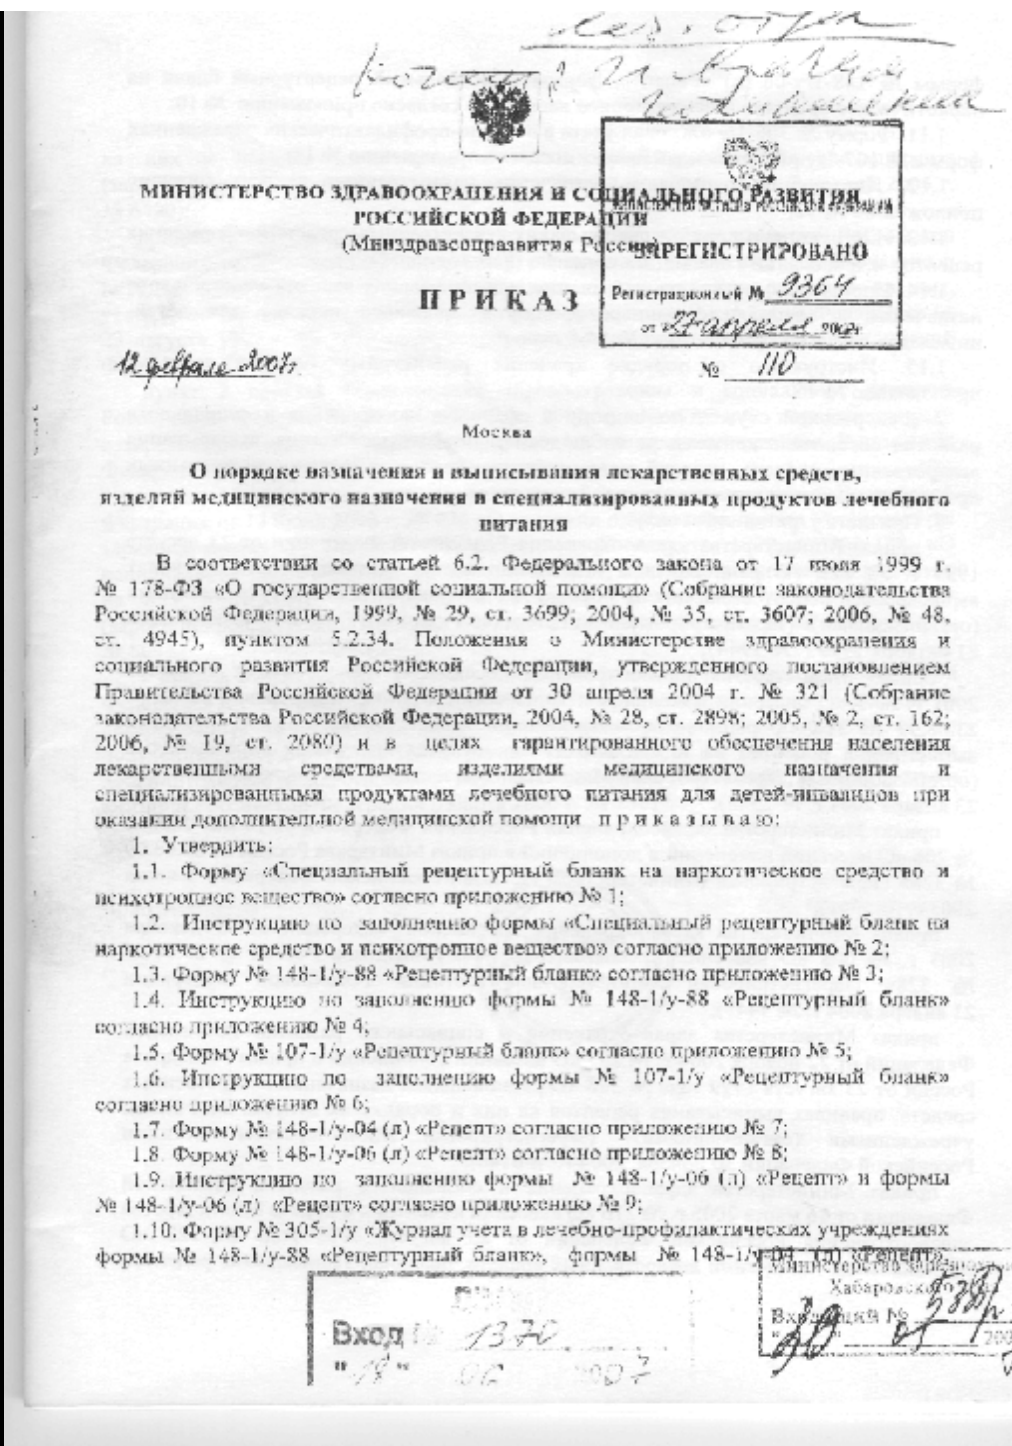 МИНИСТЕРСТВО ЗДРАВООХРАНЕНИЯ И СОЦИАЛЬНОГО РАЗВИТИЯ
РОССИЙСКОЙ ФЕДЕРАЦИИ
(Минздравсоцразвития России)
ЗАРЕГИСТРИРОВАНО
ПРИКАЗ
Регистрационный № 9364
от 27 апреля 2007г.
12 февраля 2007г.
№ 110
Москва
О порядке назначения и выписывания лекарственных средств,
изделий медицинского назначения и специализированных продуктов лечебного
питания
В соответствии со статьей 6.2. Федерального закона от 17 июля 1999 г.
№ 178-ФЗ «О государственной социальной помощи» (Собрание законодательства
Российской Федерации, 1999, № 29, ст. 3699; 2004, № 35, ст. 3607; 2006, № 48,
ст. 4945), пунктом 5.2.34. Положения о Министерстве здравоохранения и
социального развития Российской Федерации, утвержденного постановлением
Правительства Российской Федерации от 30 апреля 2004 г. № 321 (Собрание
законодательства Российской Федерации, 2004, № 28, ст. 2898; 2005, № 2, ст. 162;
2006, № 19, ст. 2080) и в целях гарантированного обеспечения населения
лекарственными средствами, изделиями медицинского назначения и
специализированными продуктами лечебного питания для детей-инвалидов при
оказании дополнительной медицинской помощи п р и к а з ы в а ю:
1. Утвердить:
1.1. Форму «Специальный рецептурный бланк на наркотическое средство и
психотропное вещество» согласно приложению № 1;
1.2. Инструкцию по заполнению формы «Специальный рецептурный бланк на
наркотическое средство и психотропное вещество» согласно приложению № 2;
1.3. Форму № 148-1/у-88 «Рецептурный бланк» согласно приложению № 3;
1.4. Инструкцию по заполнению формы № 148-1/у-88 «Рецептурный бланк»
согласно приложению № 4;
1.5. Форму № 107-1/у «Рецептурный бланк» согласно приложению № 5;
1.6. Инструкцию по заполнению формы № 107-1/у «Рецептурный бланк»
согласно приложению № 6;
1.7. Форму № 148-1/у-04 (л) «Рецепт» согласно приложению № 7;
1.8. Форму № 148-1/у-06 (л) «Рецепт» согласно приложению № 8;
1.9. Инструкцию по заполнению формы № 148-1/у-06 (л) «Рецепт» и формы
№ 148-1/у-06 (л) «Рецепт» согласно приложению № 9;
1.10. Форму № 305-1/у «Журнал учета в лечебно-профилактических учреждениях
формы № 148-1/у-88 «Рецептурный бланк», формы № 148-1/у-04 (л) «Рецепт»,
Министерство
Хабаровского
Входящий №
Вход № 1370